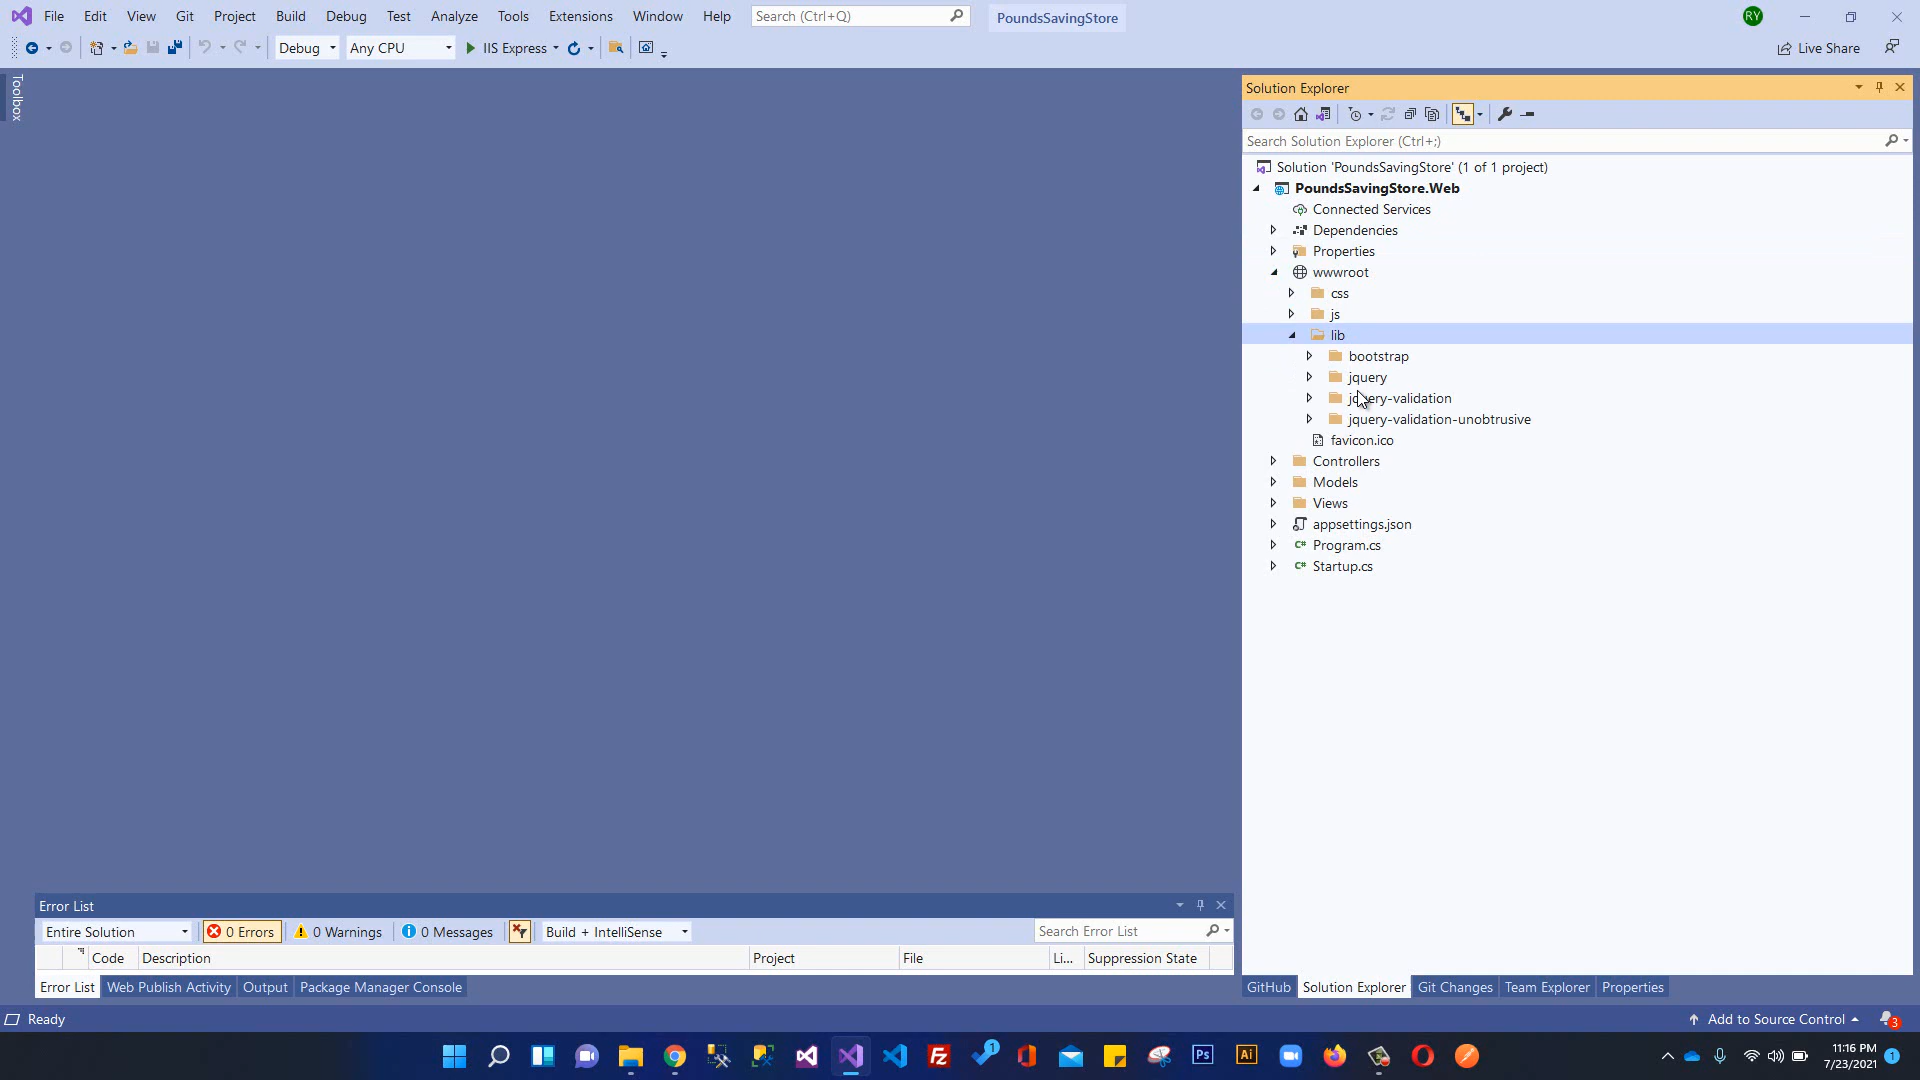 File Edit View Git Project Build Debug Test Analyze Tools Extensions Window Help Search (Ctrl+Q) PoundsSavingStore RY
Debug Any CPU IIS Express Live Share
Toolbox
Solution Explorer
Search Solution Explorer (Ctrl+;)
Solution 'PoundsSavingStore' (1 of 1 project)
PoundsSavingStore.Web
Connected Services
Dependencies
Properties
wwwroot
css
js
lib
bootstrap
jquery
jquery-validation
jquery-validation-unobtrusive
favicon.ico
Controllers
Models
Views
appsettings.json
C# Program.cs
C# Startup.cs
Error List
Entire Solution 0 Errors 0 Warnings 0 Messages Build + IntelliSense Search Error List
Code Description Project File Li... Suppression State
Error List Web Publish Activity Output Package Manager Console
GitHub Solution Explorer Git Changes Team Explorer Properties
Ready Add to Source Control 3
1 Fz Ps Ai
11:16 PM
7/23/2021 1